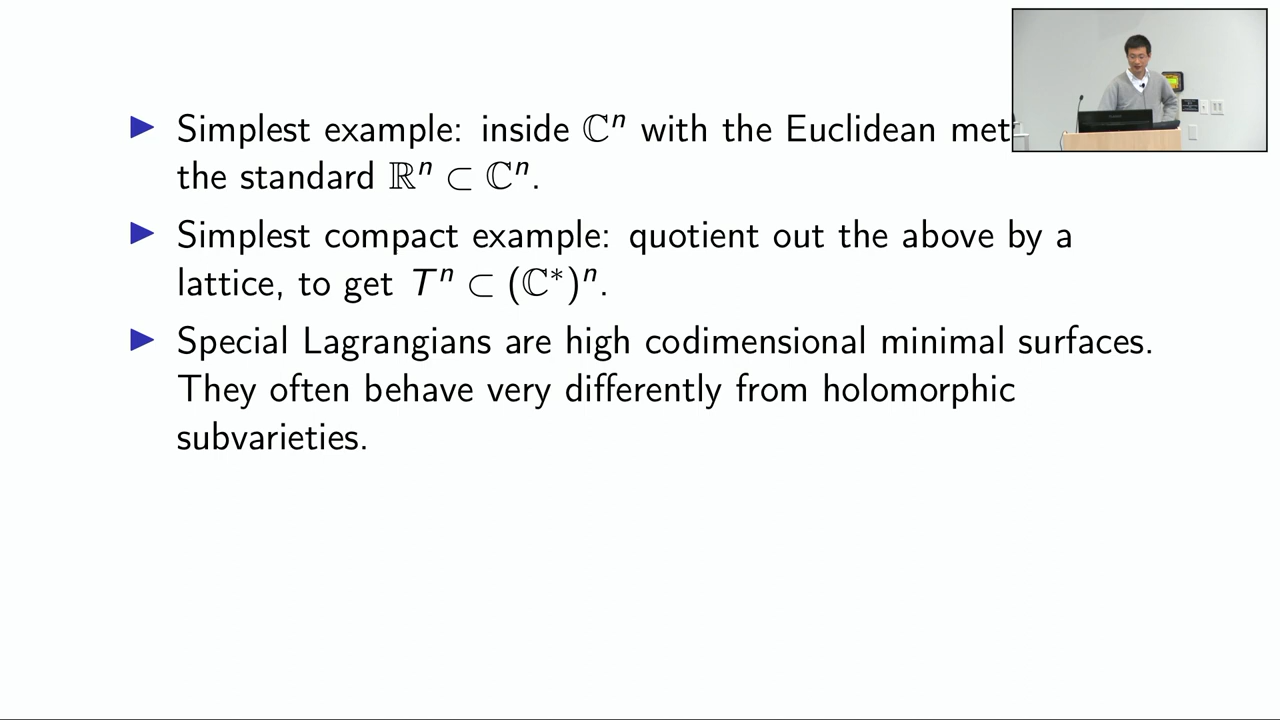 Simplest example: inside ℂⁿ with the Euclidean met
the standard ℝⁿ ⊂ ℂⁿ.
Simplest compact example: quotient out the above by a
lattice, to get Tⁿ ⊂ (ℂ*)ⁿ.
Special Lagrangians are high codimensional minimal surfaces.
They often behave very differently from holomorphic
subvarieties.